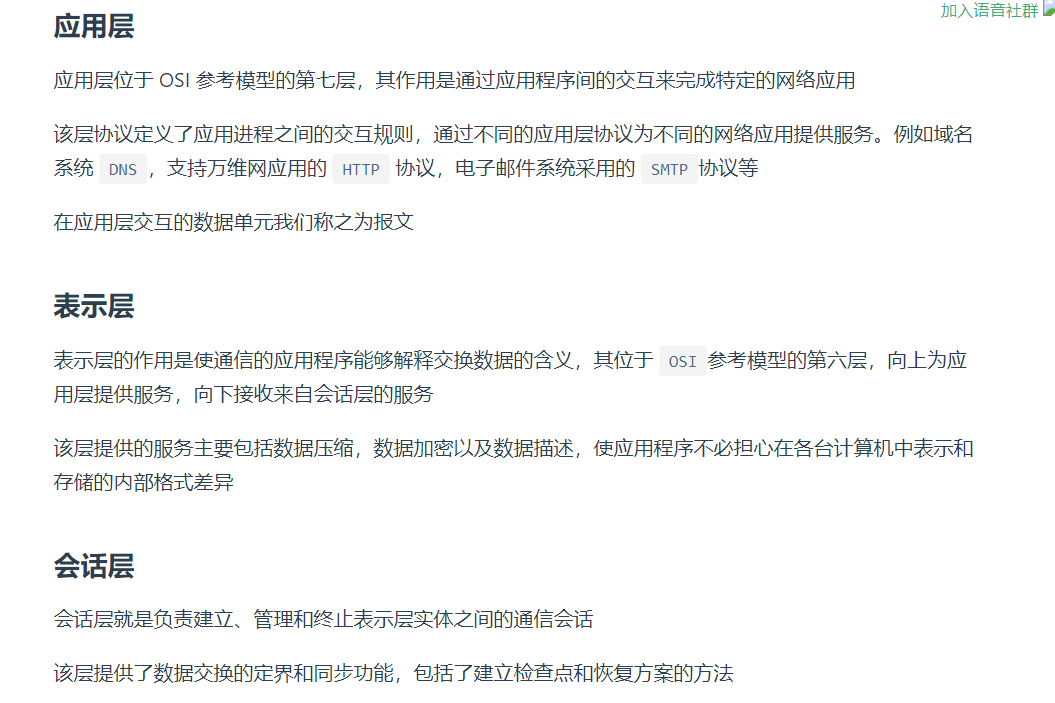 加入语音社群
应用层
应用层位于 OSI 参考模型的第七层，其作用是通过应用程序间的交互来完成特定的网络应用
该层协议定义了应用进程之间的交互规则，通过不同的应用层协议为不同的网络应用提供服务。例如域名
系统 DNS ，支持万维网应用的 HTTP 协议，电子邮件系统采用的 SMTP 协议等
在应用层交互的数据单元我们称之为报文
表示层
表示层的作用是使通信的应用程序能够解释交换数据的含义，其位于 OSI 参考模型的第六层，向上为应
用层提供服务，向下接收来自会话层的服务
该层提供的服务主要包括数据压缩，数据加密以及数据描述，使应用程序不必担心在各台计算机中表示和
存储的内部格式差异
会话层
会话层就是负责建立、管理和终止表示层实体之间的通信会话
该层提供了数据交换的定界和同步功能，包括了建立检查点和恢复方案的方法